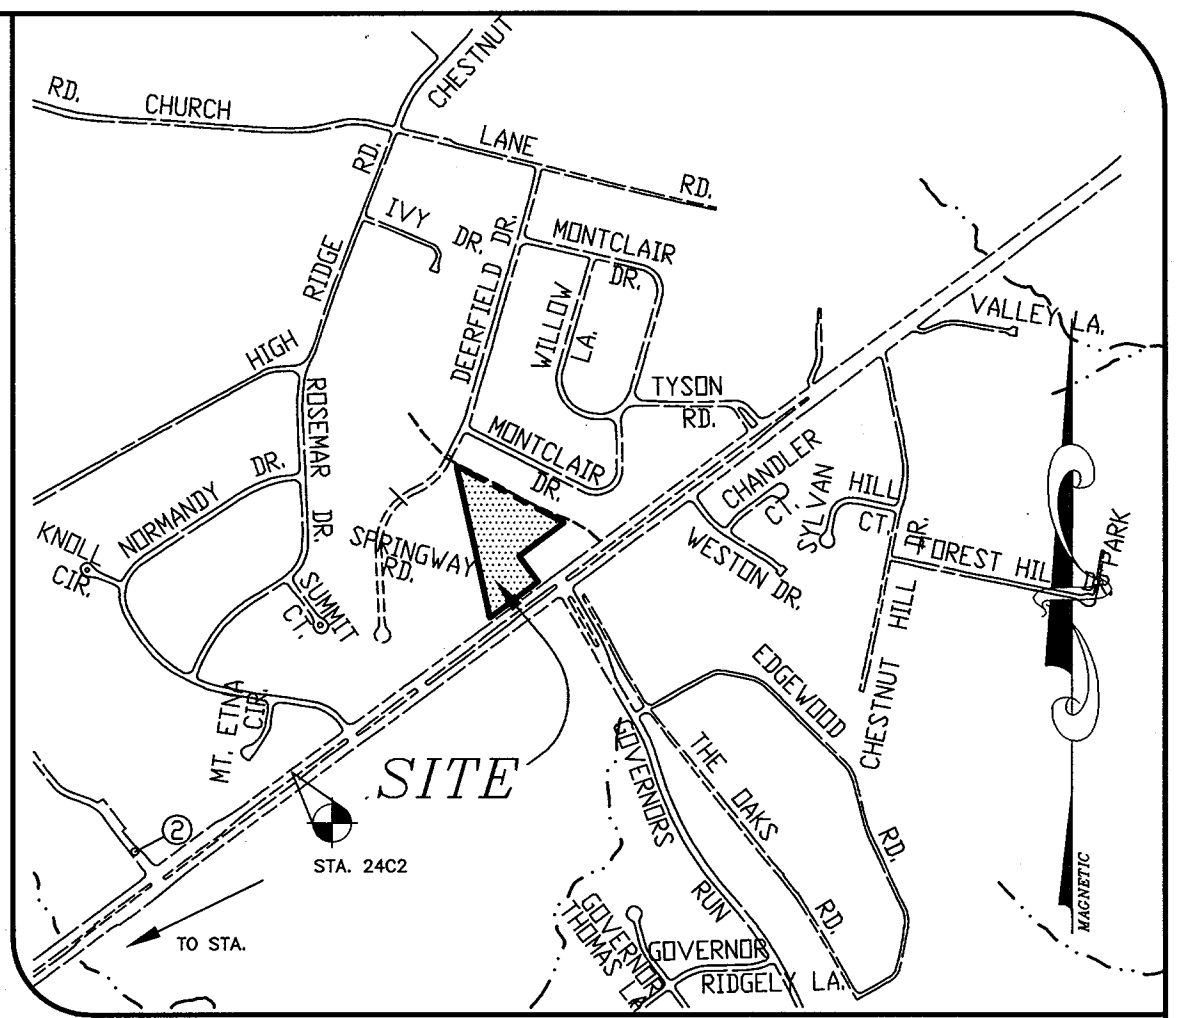 CHESTNUT
RD.
CHURCH
LANE
RD.
RD.
IVY
DR.
DR.
MONTCLAIR
DR.
RIDGE
DEERFIELD
WILLOW
LA.
VALLEY LA.
HIGH
ROSEMAR
DR.
TYSON
RD.
MONTCLAIR
DR.
CHANDLER
CT.
SYLVAN
HILL
CT.
DR.
DR.
NORMANDY
KNOLL
CIR.
SPRINGWAY
RD.
WESTON DR.
FOREST HIL
DR
PARK
SUMMIT
CT.
HILL
CHESTNUT
EDGEWOOD
RD.
MT. ETNA
CIR.
SITE
GOVERNORS
RUN
THE OAKS
RD.
2
STA. 24C2
TO STA.
GOVERNOR
THOMAS LA.
GOVERNOR
RIDGELY LA.
MAGNETIC